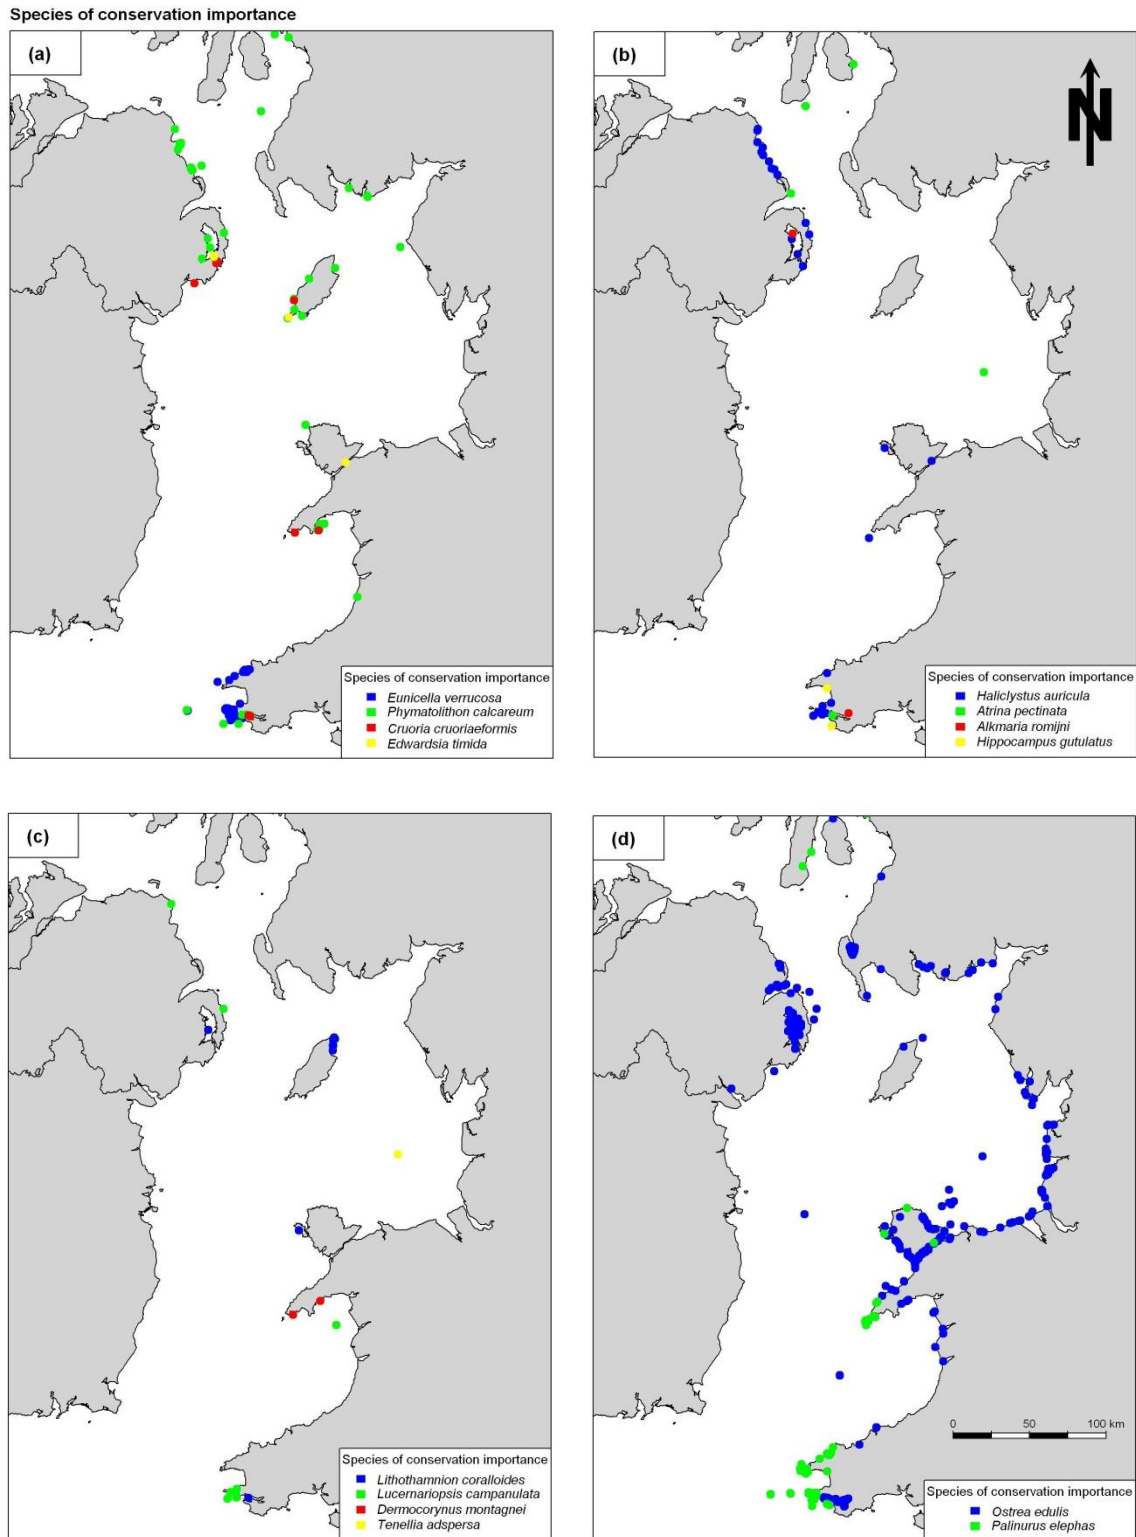 Species of conservation importance
(a)
Species of conservation importance
Eunicella verrucosa
Phymatolithon calcareum
Cruoria cruoriaeformis
Edwardsia timida
(b)
N
Species of conservation importance
Haliclystus auricula
Atrina pectinata
Alkmaria romijni
Hippocampus gutulatus
(c)
Species of conservation importance
Lithothamnion coralloides
Lucernariopsis campanulata
Dermocorynus montagnei
Tenellia adspersa
(d)
0 50 100 km
Species of conservation importance
Ostrea edulis
Palinurus elephas